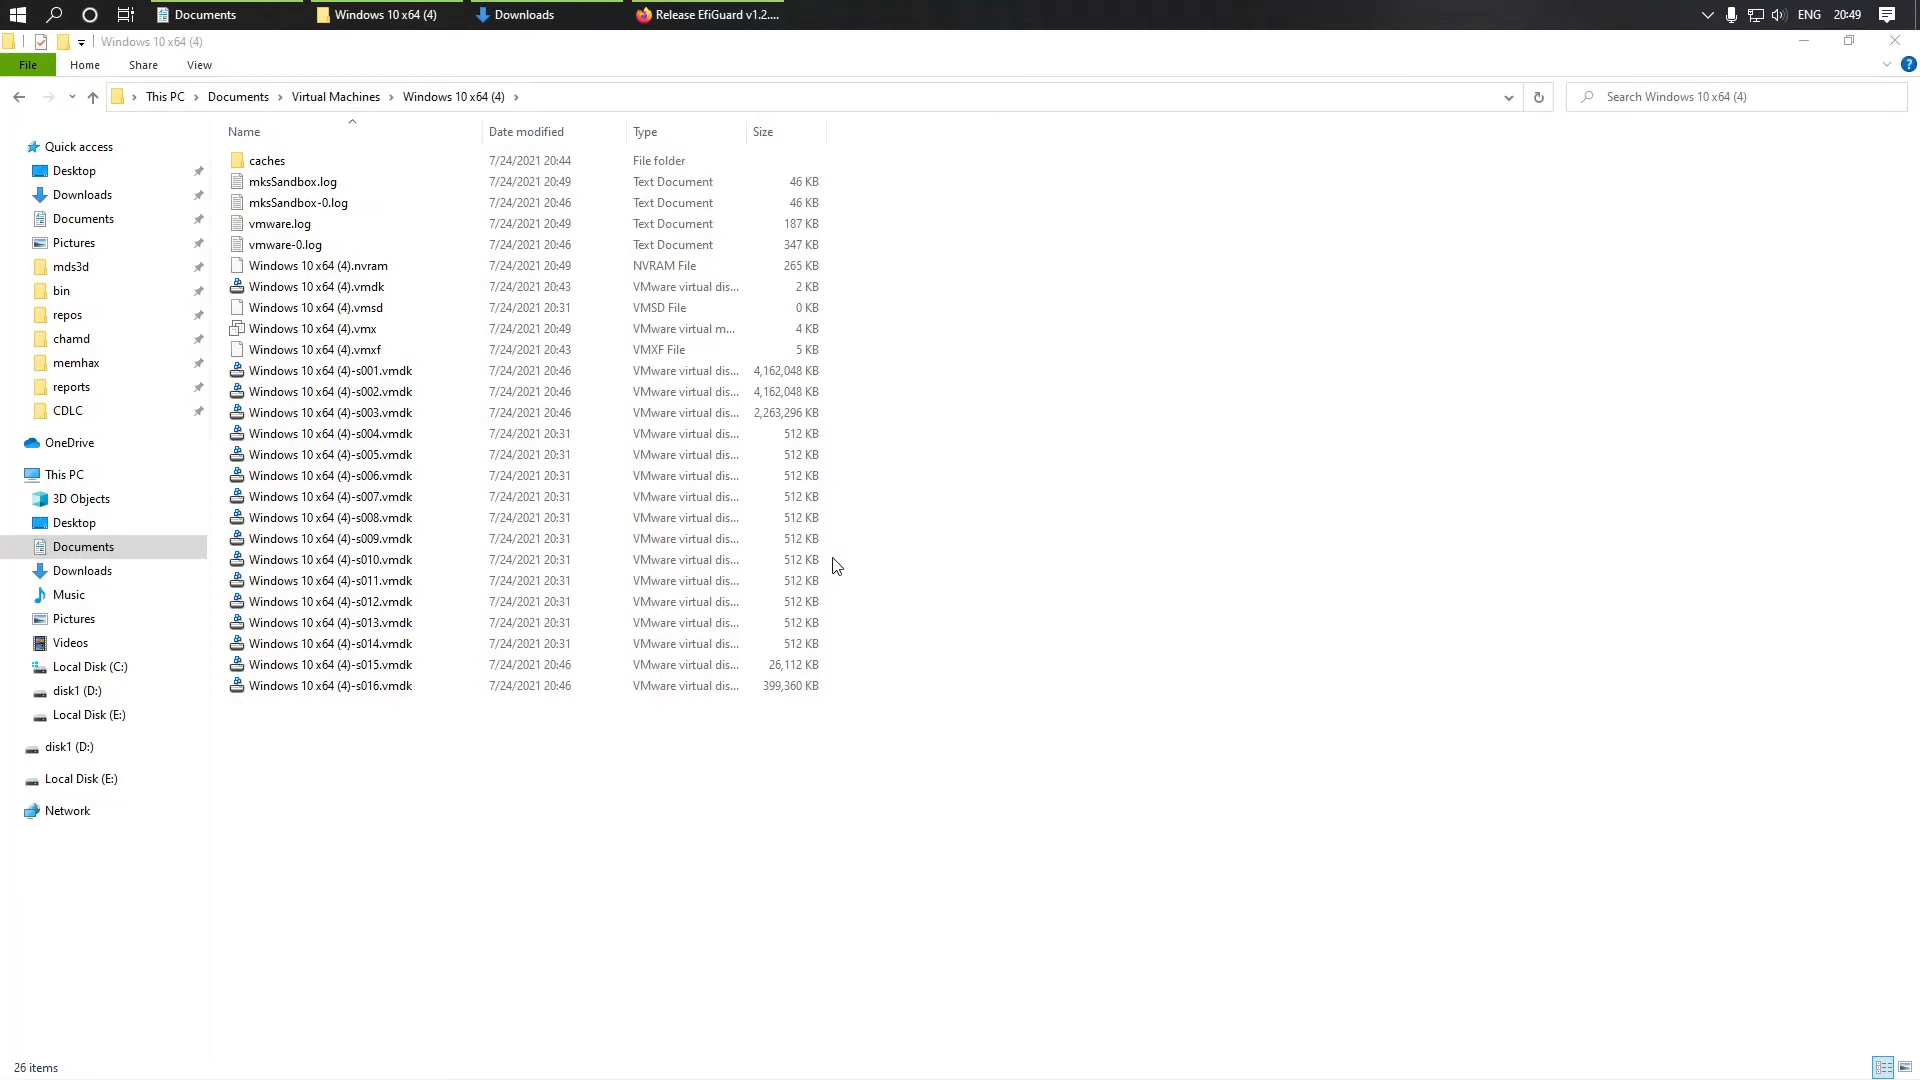 Documents
Windows 10 x64 (4)
Downloads
Release EfiGuard v1.2....
ENG
20:49
Windows 10 x64 (4)
File
Home
Share
View
This PC
Documents
Virtual Machines
Windows 10 x64 (4)
Search Windows 10 x64 (4)
Quick access
Desktop
Downloads
Documents
Pictures
mds3d
bin
repos
chamd
memhax
reports
CDLC
OneDrive
This PC
3D Objects
Desktop
Documents
Downloads
Music
Pictures
Videos
Local Disk (C:)
disk1 (D:)
Local Disk (E:)
disk1 (D:)
Local Disk (E:)
Network
Name Date modified Type Size
caches 7/24/2021 20:44 File folder
mksSandbox.log 7/24/2021 20:49 Text Document 46 KB
mksSandbox-0.log 7/24/2021 20:46 Text Document 46 KB
vmware.log 7/24/2021 20:49 Text Document 187 KB
vmware-0.log 7/24/2021 20:46 Text Document 347 KB
Windows 10 x64 (4).nvram 7/24/2021 20:49 NVRAM File 265 KB
Windows 10 x64 (4).vmdk 7/24/2021 20:43 VMware virtual dis... 2 KB
Windows 10 x64 (4).vmsd 7/24/2021 20:31 VMSD File 0 KB
Windows 10 x64 (4).vmx 7/24/2021 20:49 VMware virtual m... 4 KB
Windows 10 x64 (4).vmxf 7/24/2021 20:43 VMXF File 5 KB
Windows 10 x64 (4)-s001.vmdk 7/24/2021 20:46 VMware virtual dis... 4,162,048 KB
Windows 10 x64 (4)-s002.vmdk 7/24/2021 20:46 VMware virtual dis... 4,162,048 KB
Windows 10 x64 (4)-s003.vmdk 7/24/2021 20:46 VMware virtual dis... 2,263,296 KB
Windows 10 x64 (4)-s004.vmdk 7/24/2021 20:31 VMware virtual dis... 512 KB
Windows 10 x64 (4)-s005.vmdk 7/24/2021 20:31 VMware virtual dis... 512 KB
Windows 10 x64 (4)-s006.vmdk 7/24/2021 20:31 VMware virtual dis... 512 KB
Windows 10 x64 (4)-s007.vmdk 7/24/2021 20:31 VMware virtual dis... 512 KB
Windows 10 x64 (4)-s008.vmdk 7/24/2021 20:31 VMware virtual dis... 512 KB
Windows 10 x64 (4)-s009.vmdk 7/24/2021 20:31 VMware virtual dis... 512 KB
Windows 10 x64 (4)-s010.vmdk 7/24/2021 20:31 VMware virtual dis... 512 KB
Windows 10 x64 (4)-s011.vmdk 7/24/2021 20:31 VMware virtual dis... 512 KB
Windows 10 x64 (4)-s012.vmdk 7/24/2021 20:31 VMware virtual dis... 512 KB
Windows 10 x64 (4)-s013.vmdk 7/24/2021 20:31 VMware virtual dis... 512 KB
Windows 10 x64 (4)-s014.vmdk 7/24/2021 20:31 VMware virtual dis... 512 KB
Windows 10 x64 (4)-s015.vmdk 7/24/2021 20:46 VMware virtual dis... 26,112 KB
Windows 10 x64 (4)-s016.vmdk 7/24/2021 20:46 VMware virtual dis... 399,360 KB
26 items